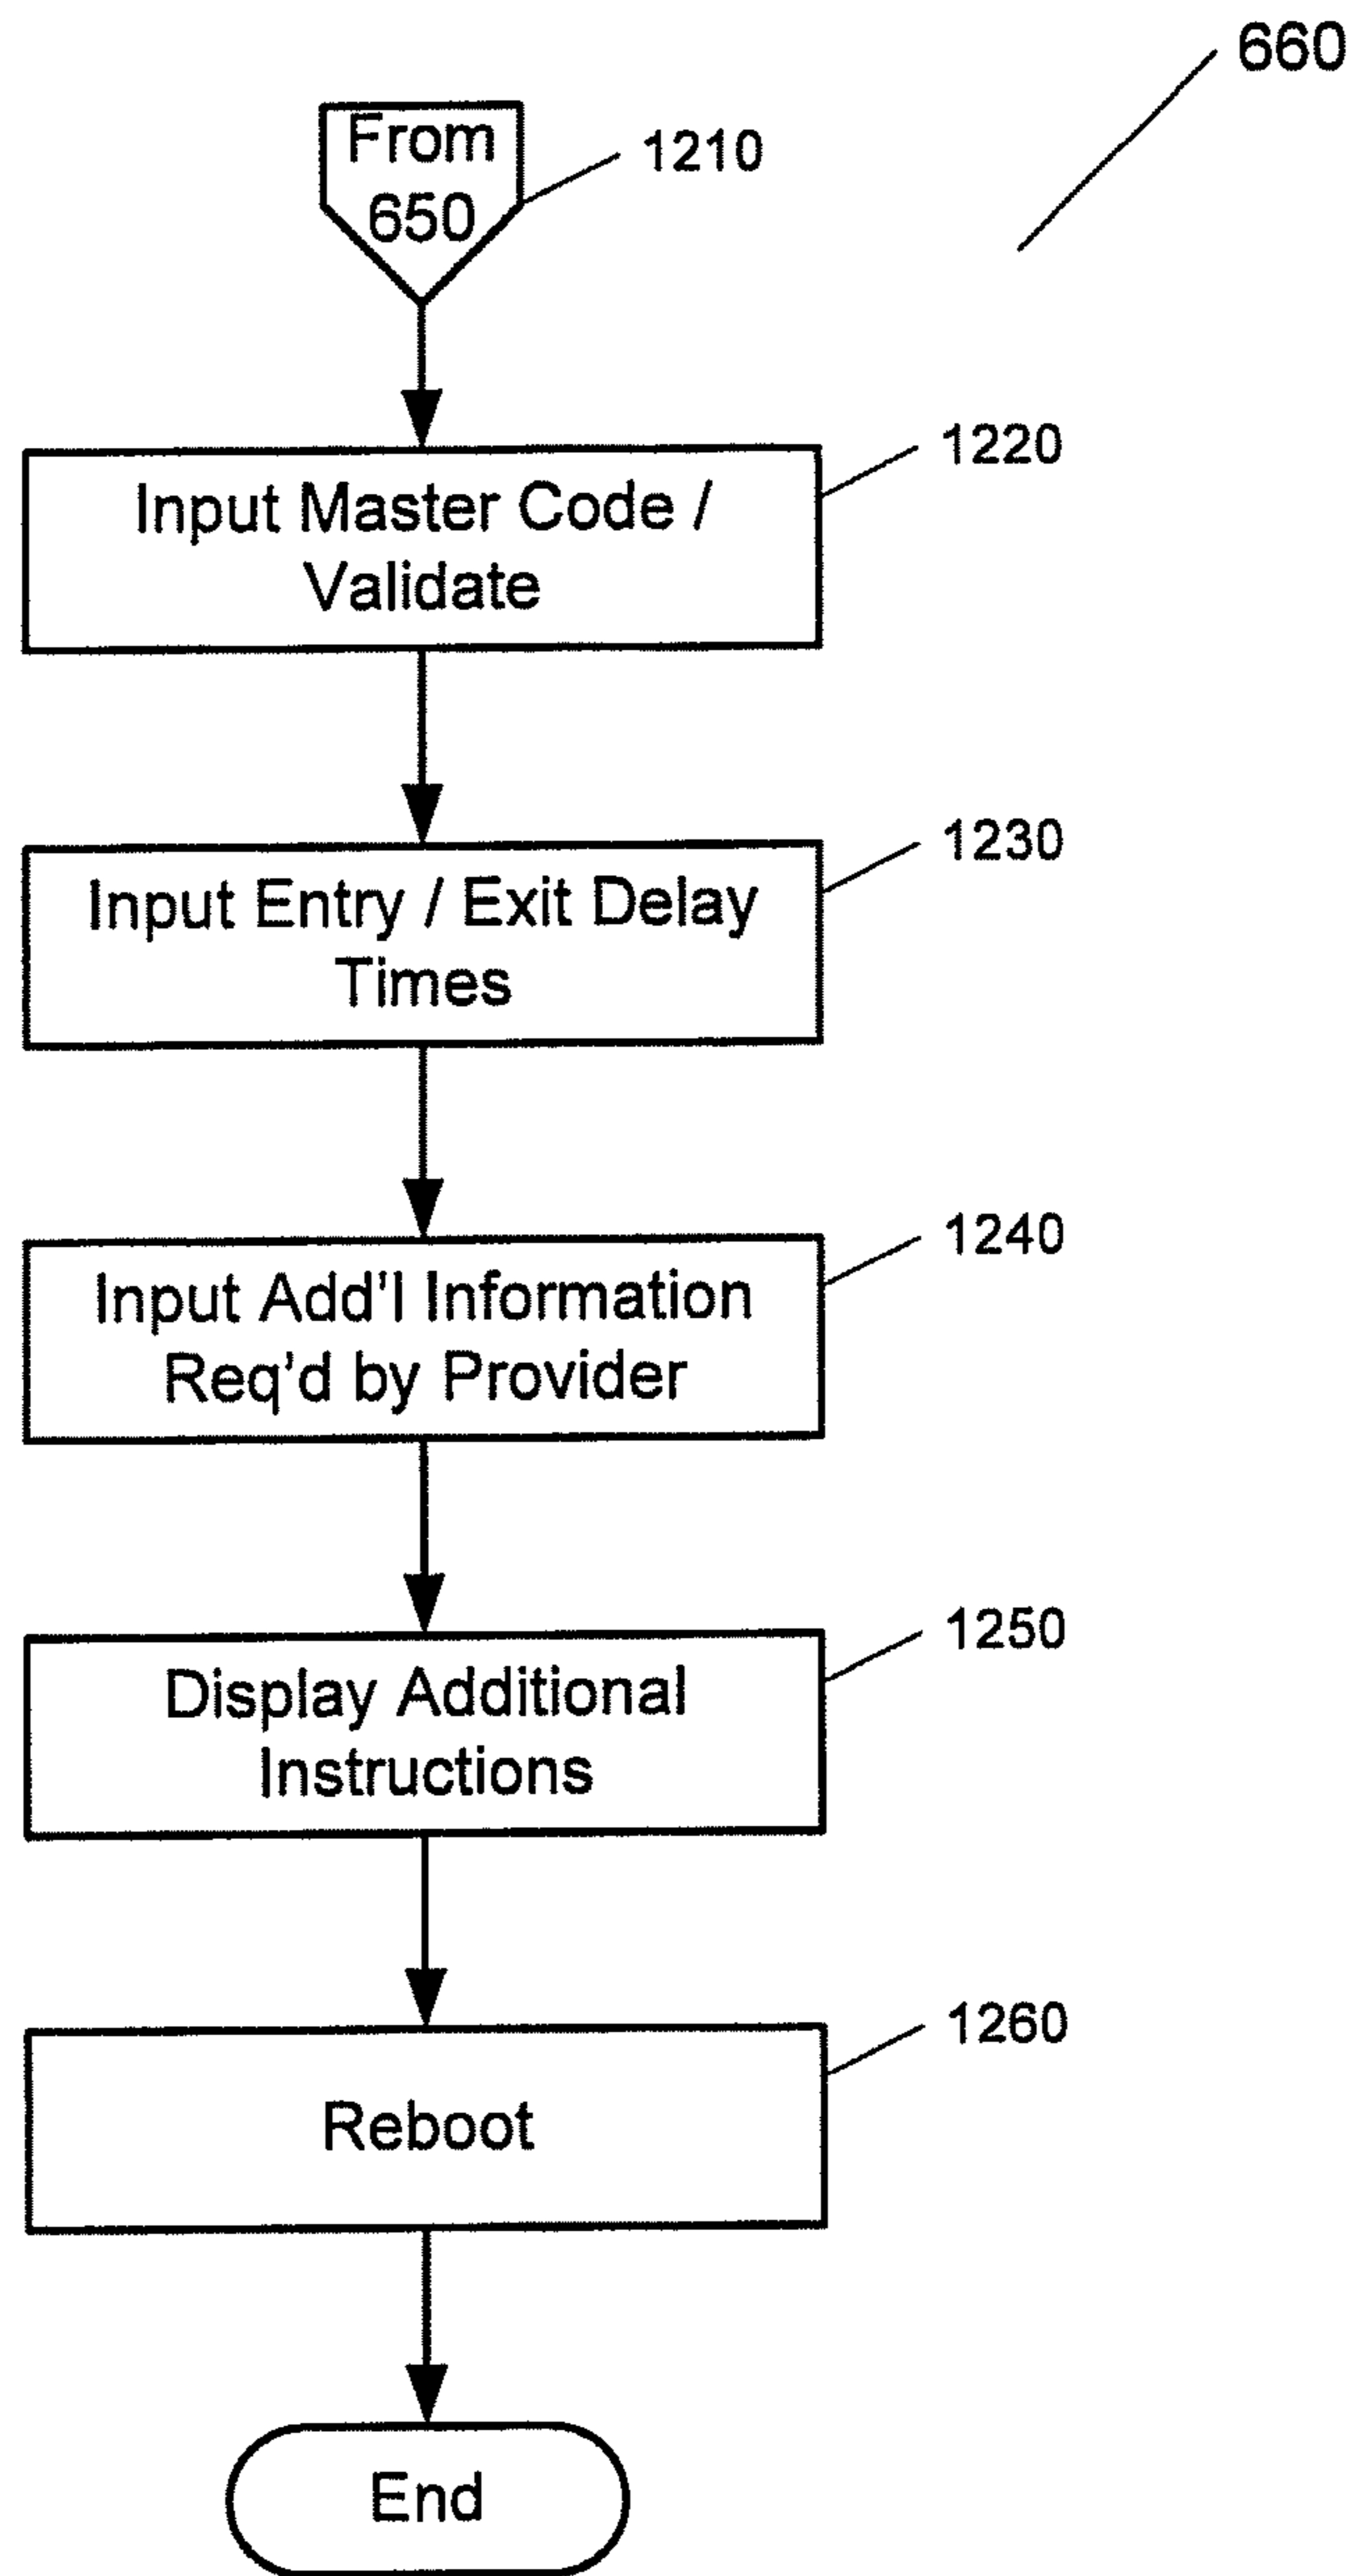 660
From
650
1210
1220
Input Master Code /
Validate
1230
Input Entry / Exit Delay
Times
1240
Input Add'l Information
Req'd by Provider
1250
Display Additional
Instructions
1260
Reboot
End